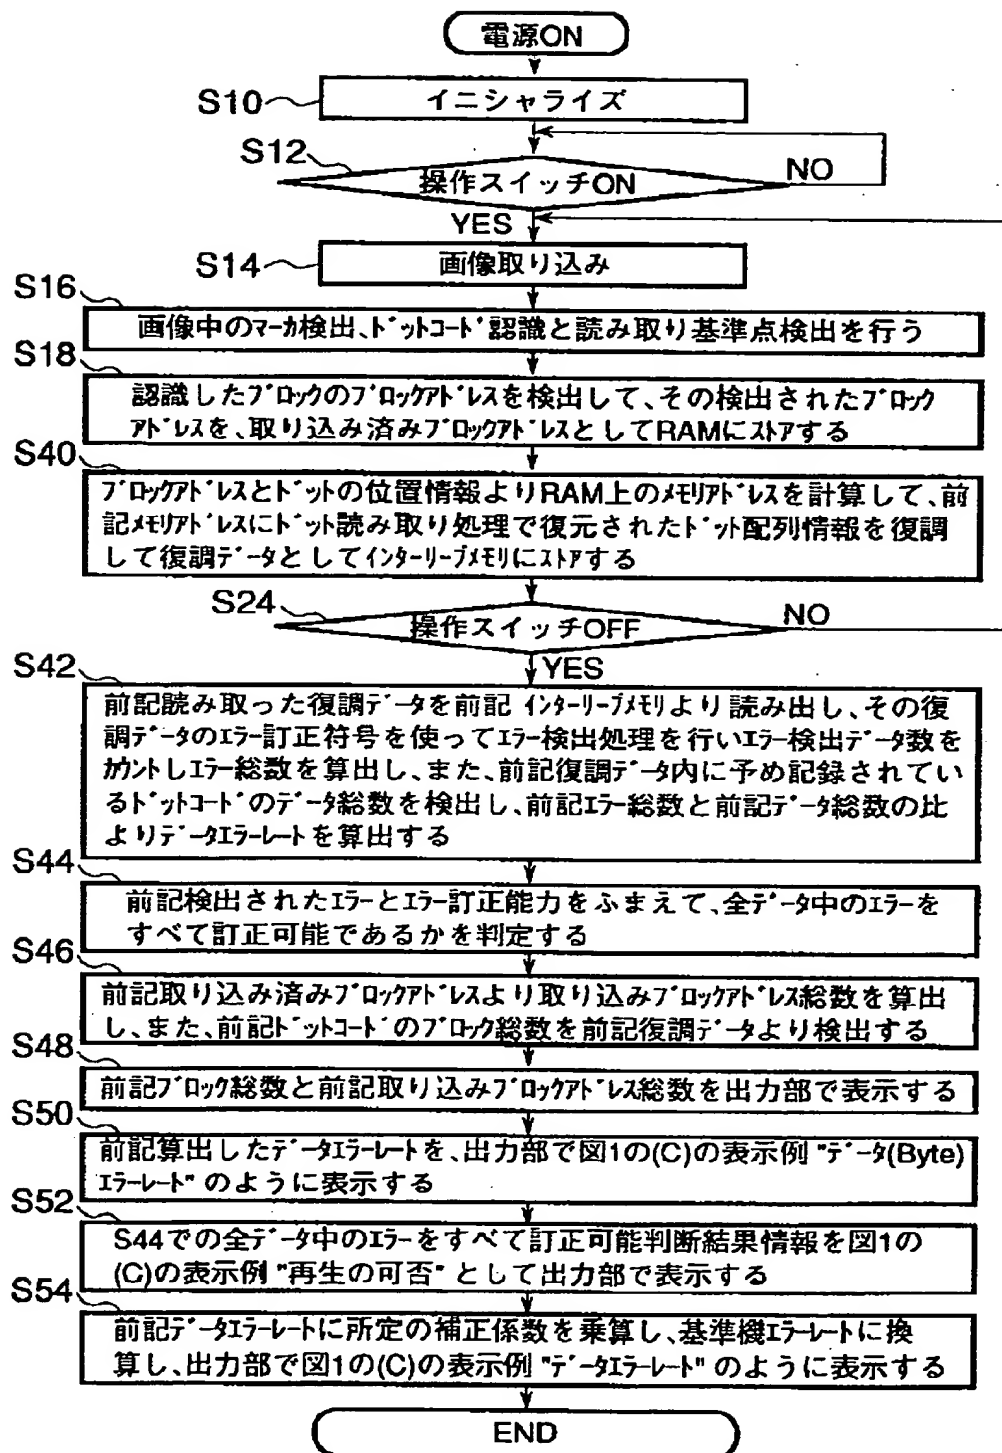 電源ON
S10
イニシャライズ
S12
操作スイッチON
NO
YES
S14
画像取り込み
S16
画像中のマーカ検出、ドットコード認識と読み取り基準点検出を行う
S18
認識したブロックのブロックアドレスを検出して、その検出されたブロック
アドレスを、取り込み済みブロックアドレスとしてRAMにストアする
S40
ブロックアドレスとドットの位置情報よりRAM上のメモリアドレスを計算して、前
記メモリアドレスにドット読み取り処理で復元されたドット配列情報を復調
して復調データとしてインターリーブメモリにストアする
S24
操作スイッチOFF
NO
YES
S42
前記読み取った復調データを前記インターリーブメモリより読み出し、その復
調データのエラー訂正符号を使ってエラー検出処理を行いエラー検出データ数を
カウントしエラー総数を算出し、また、前記復調データ内に予め記録されてい
るドットコードのデータ総数を検出し、前記エラー総数と前記データ総数の比
よりデータエラーレートを算出する
S44
前記検出されたエラーとエラー訂正能力をふまえて、全データ中のエラーを
すべて訂正可能であるかを判定する
S46
前記取り込み済みブロックアドレスより取り込みブロックアドレス総数を算出
し、また、前記ドットコードのブロック総数を前記復調データより検出する
S48
前記ブロック総数と前記取り込みブロックアドレス総数を出力部で表示する
S50
前記算出したデータエラーレートを、出力部で図1の(C)の表示例"データ(Byte)
エラーレート"のように表示する
S52
S44での全データ中のエラーをすべて訂正可能判断結果情報を図1の
(C)の表示例"再生の可否"として出力部で表示する
S54
前記データエラーレートに所定の補正係数を乗算し、基準機エラーレートに換
算し、出力部で図1の(C)の表示例"データエラーレート"のように表示する
END